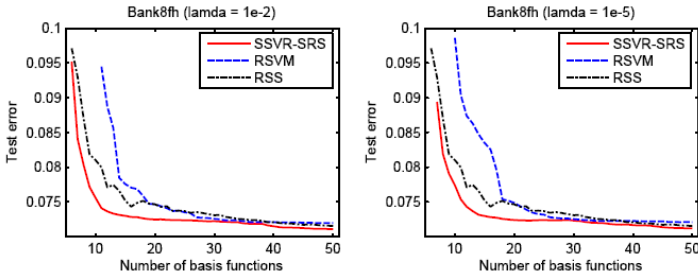 Bank8fh (lamda = 1e-2)
0.1
0.095
0.09
0.085
0.08
0.075
Test error
SSVR-SRS
RSVM
RSS
10
20
30
40
50
Number of basis functions
Bank8fh (lamda = 1e-5)
0.1
0.095
0.09
0.085
0.08
0.075
Test error
SSVR-SRS
RSVM
RSS
10
20
30
40
50
Number of basis functions